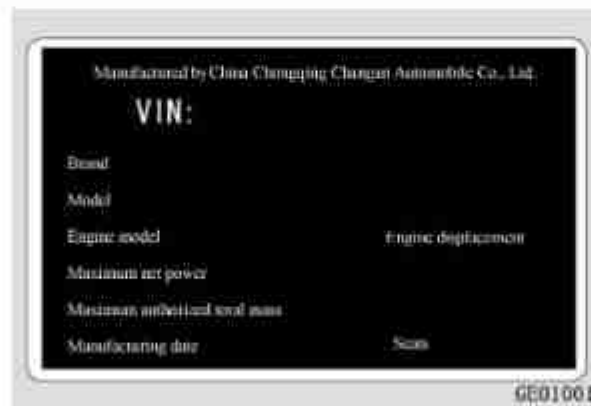 Manufactured by China Chongqing Changan Automobile Co., Ltd.
VIN:
Brand
Model
Engine model Engine displacement
Maximum net power
Maximum authorized total mass
Manufacturing date Seats
GE01001